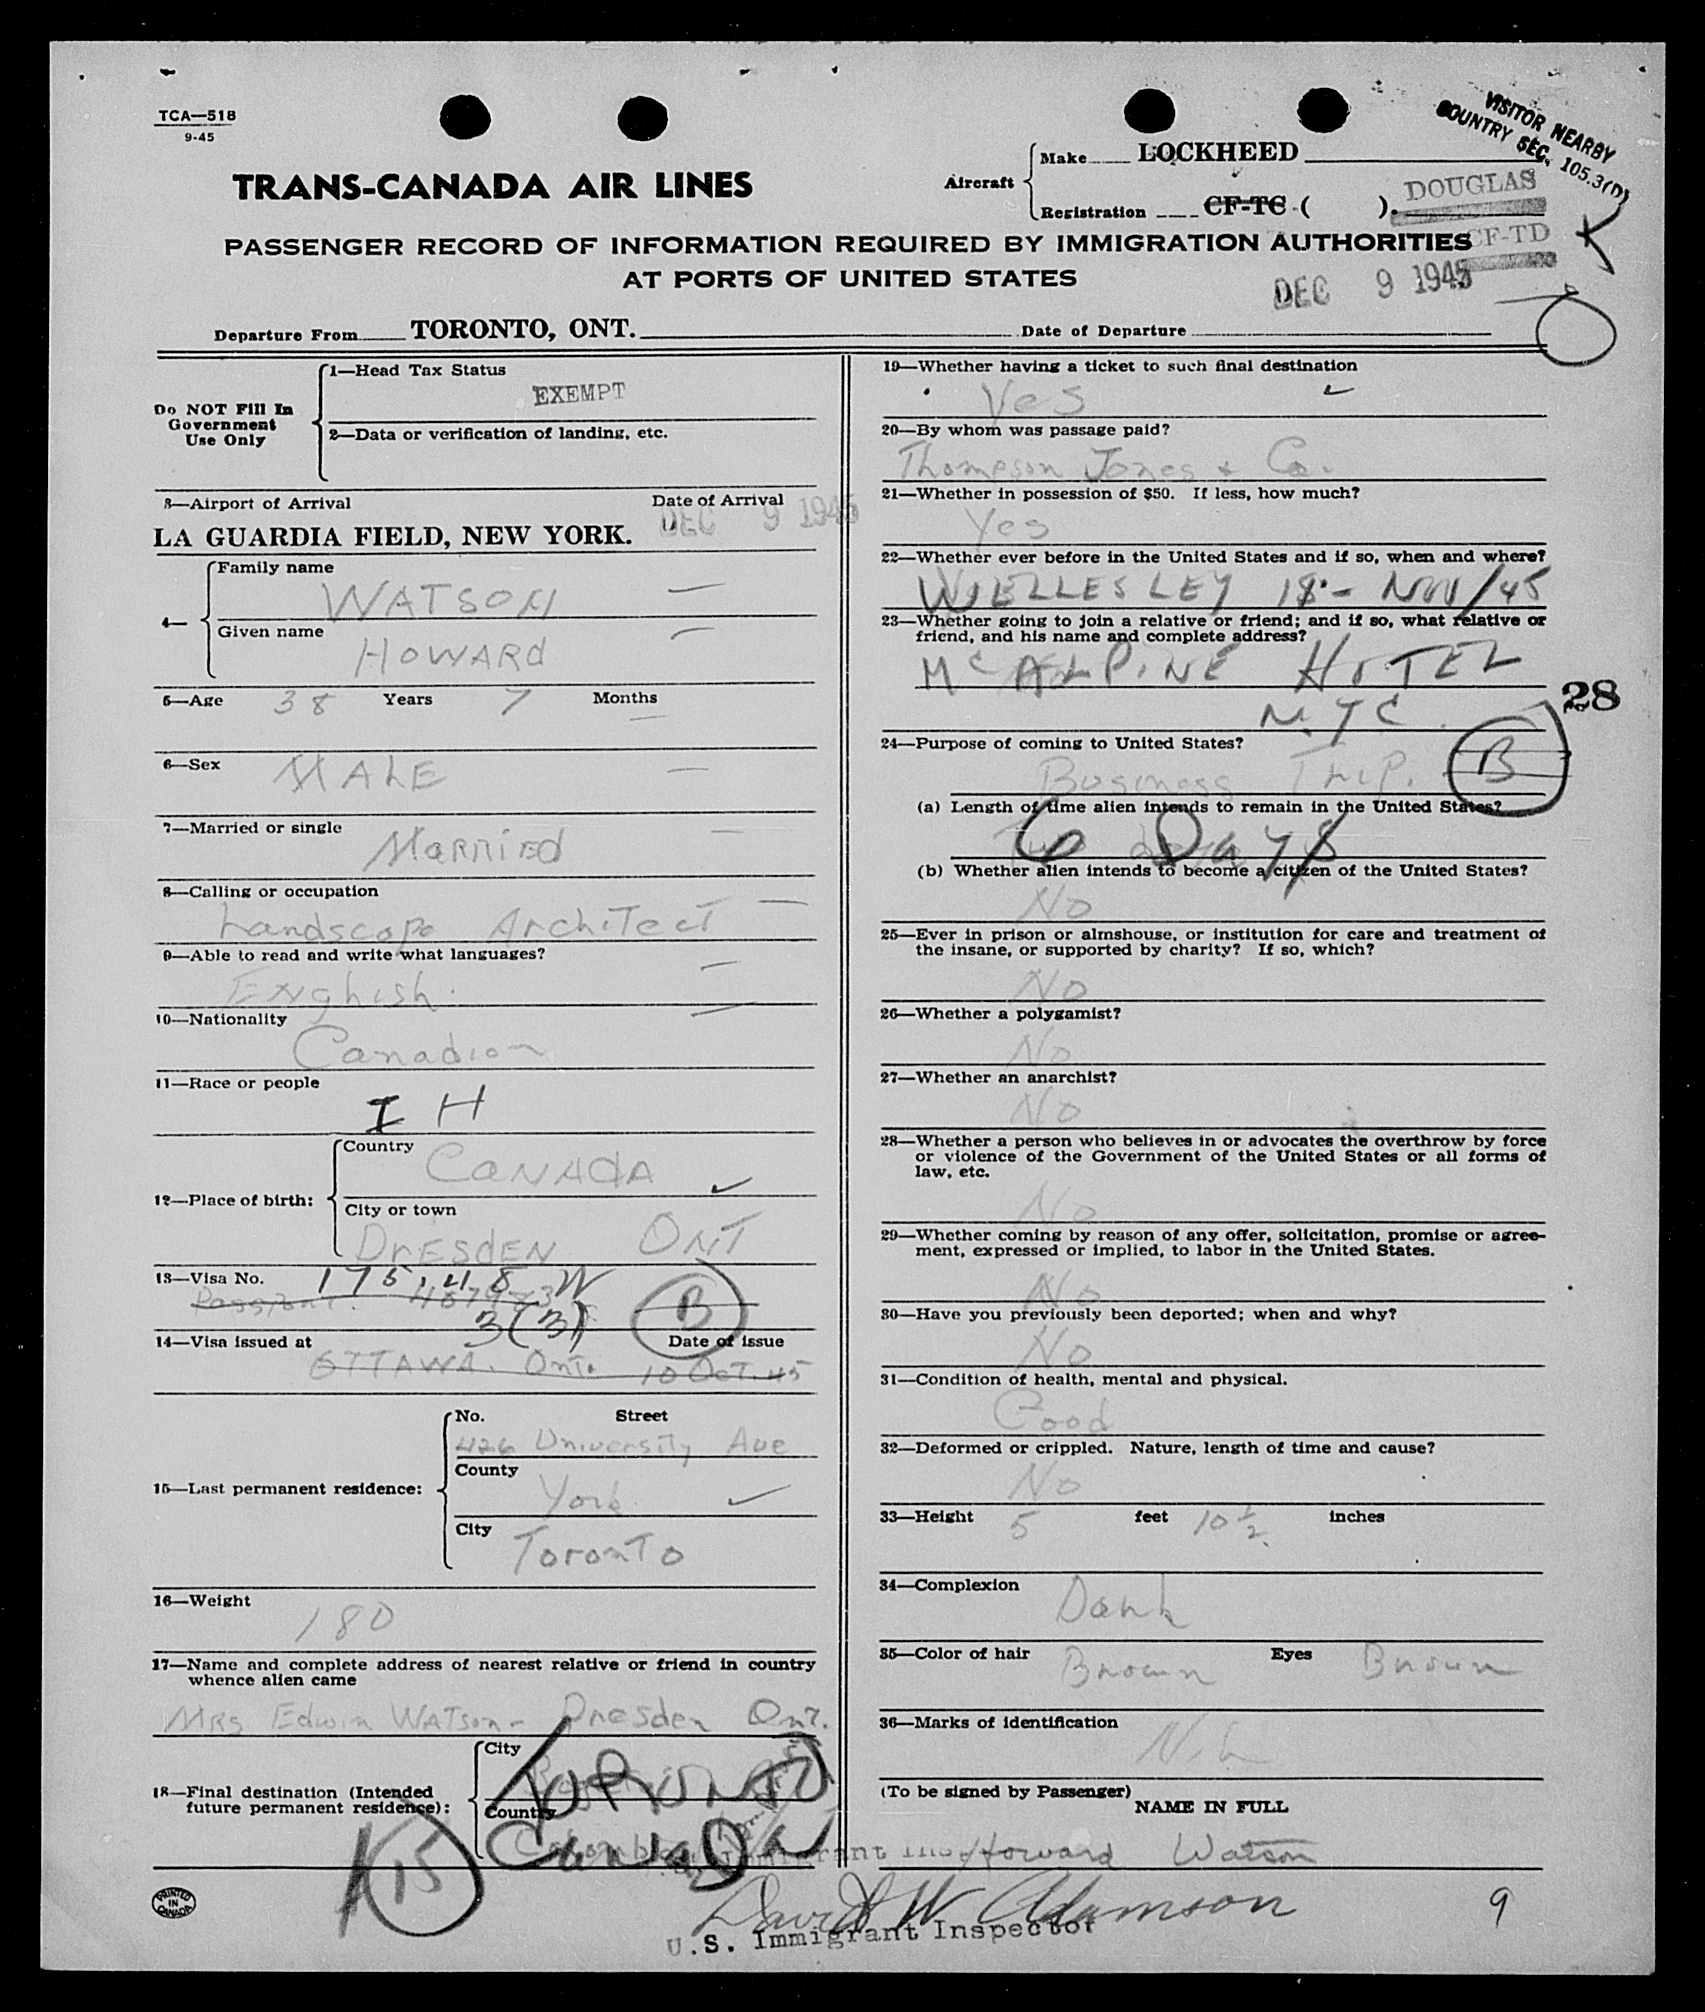 TCA—518
9-45
TRANS-CANADA AIR LINES
Aircraft
Make LOCKHEED
Registration CF-TC - ( ).
DOUGLAS
CF-TD
VISITOR NEARBY
COUNTRY SEC. 105.3(D)
PASSENGER RECORD OF INFORMATION REQUIRED BY IMMIGRATION AUTHORITIES
AT PORTS OF UNITED STATES
DEC 9 1945
Departure From TORONTO, ONT. Date of Departure
Do NOT Fill In
Government
Use Only
1—Head Tax Status
EXEMPT
2—Data or verification of landing, etc.
3—Airport of Arrival Date of Arrival
LA GUARDIA FIELD, NEW YORK. DEC 9 1945
4—
Family name
WATSON
Given name
HOWARD
5—Age 38 Years 7 Months
6—Sex MALE
7—Married or single
Married
8—Calling or occupation
Landscape Architect
9—Able to read and write what languages?
English.
10—Nationality
Canadian
11—Race or people
I H
12—Place of birth:
Country
CANADA
City or town
DRESDEN ONT
13—Visa No. 175,
Passport
3(3) B
14—Visa issued at Date of issue
OTTAWA. Ont. 10 Oct. 45
15—Last permanent residence:
No. Street
426 University Ave
County
York
City
Toronto
16—Weight
180
17—Name and complete address of nearest relative or friend in country
whence alien came
Mrs Edwin Watson - Dresden Ont.
18—Final destination (Intended
future permanent residence):
City
Toronto
Country
Canada
K 15
PRINTED
IN
CANADA
19—Whether having a ticket to such final destination
Yes
20—By whom was passage paid?
Thompson Jones & Co.
21—Whether in possession of $50. If less, how much?
Yes
22—Whether ever before in the United States and if so, when and where?
WELLESLEY 18 - NOV/45
23—Whether going to join a relative or friend; and if so, what relative or
friend, and his name and complete address?
McALPINE HOTEL
N.Y.C.
28
24—Purpose of coming to United States?
Business Trip. B
(a) Length of time alien intends to remain in the United States?
6 Days
(b) Whether alien intends to become a citizen of the United States?
No
25—Ever in prison or almshouse, or institution for care and treatment of
the insane, or supported by charity? If so, which?
No
26—Whether a polygamist?
No
27—Whether an anarchist?
No
28—Whether a person who believes in or advocates the overthrow by force
or violence of the Government of the United States or all forms of
law, etc.
No
29—Whether coming by reason of any offer, solicitation, promise or agree-
ment, expressed or implied, to labor in the United States.
No
30—Have you previously been deported; when and why?
No
31—Condition of health, mental and physical.
Good
32—Deformed or crippled. Nature, length of time and cause?
No
33—Height 5 feet 10 1/2 inches
34—Complexion Dark
35—Color of hair Brown Eyes Brown
36—Marks of identification
Nil
(To be signed by Passenger)
NAME IN FULL
Howard Watson
David W Adamson
U.S. Immigrant Inspector
9